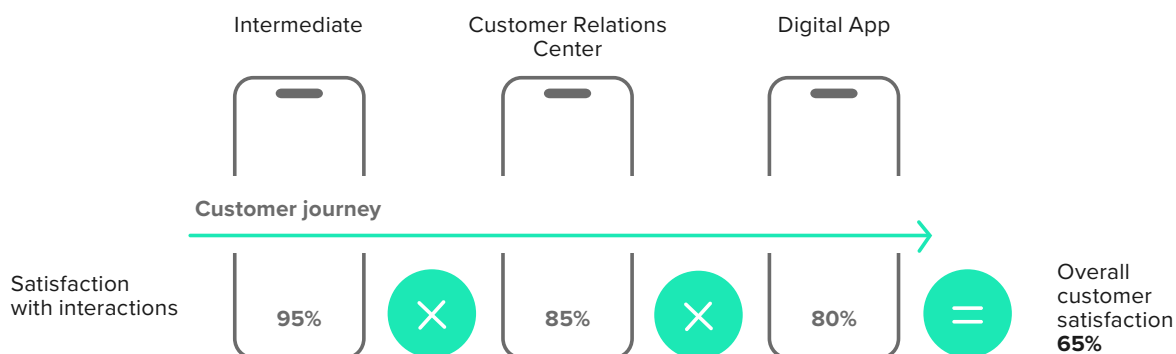 Intermediate
Customer Relations
Center
Digital App
Customer journey
Satisfaction
with interactions
95%
×
85%
×
80%
=
Overall
customer
satisfaction
65%